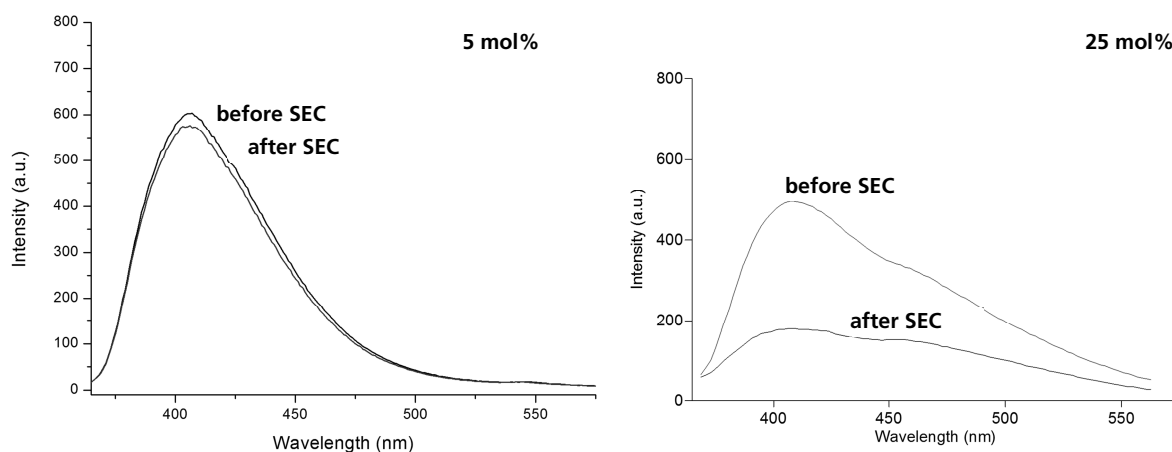 5 mol%
800
700
600
500
400
300
200
100
0
before SEC
after SEC
400
450
500
550
Intensity (a.u.)
Wavelength (nm)
25 mol%
800
600
400
200
0
before SEC
after SEC
400
450
500
550
Intensity (a.u.)
Wavelength (nm)